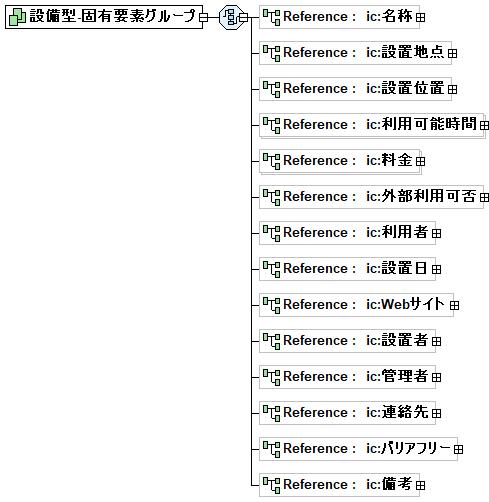 設備型-固有要素グループ
Reference : ic:名称
Reference : ic:設置地点
Reference : ic:設置位置
Reference : ic:利用可能時間
Reference : ic:料金
Reference : ic:外部利用可否
Reference : ic:利用者
Reference : ic:設置日
Reference : ic:Webサイト
Reference : ic:設置者
Reference : ic:管理者
Reference : ic:連絡先
Reference : ic:バリアフリー
Reference : ic:備考